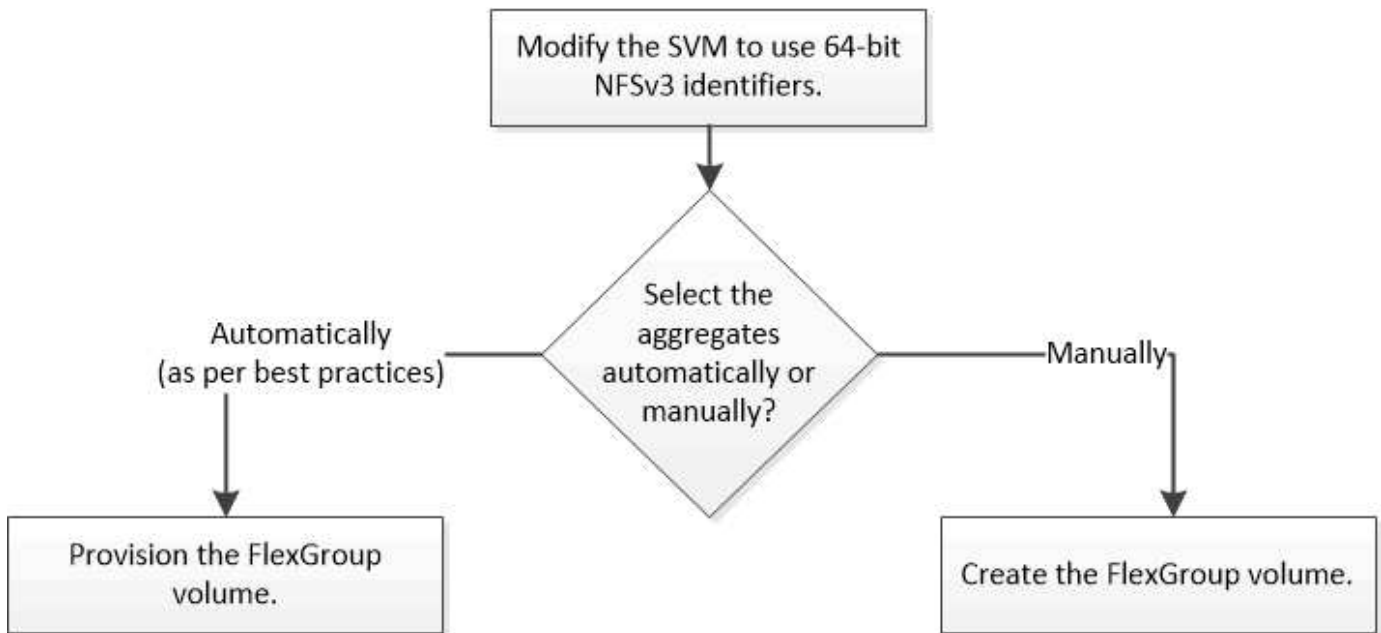 Modify the SVM to use 64-bit
NFSv3 identifiers.
Select the
aggregates
automatically or
manually?
Automatically
(as per best practices)
Manually
Provision the FlexGroup
volume.
Create the FlexGroup volume.